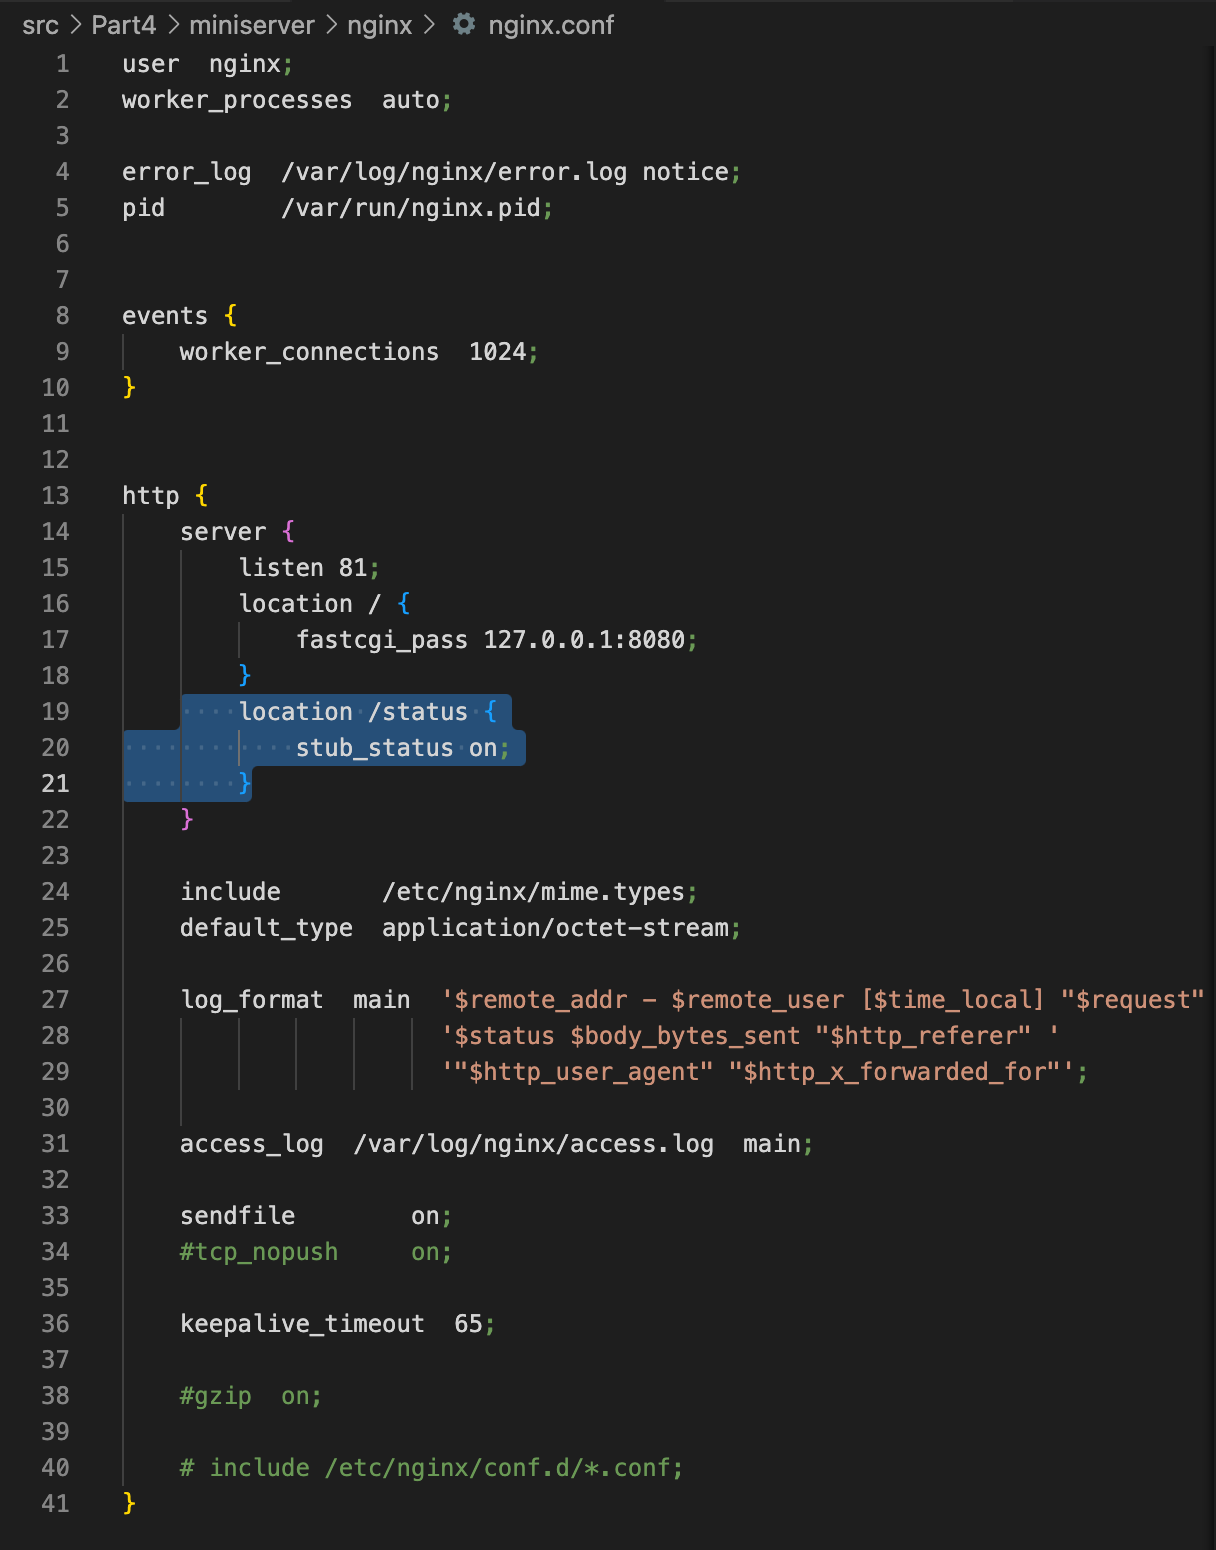 src > Part4 > miniserver > nginx > nginx.conf
1 user  nginx;
2 worker_processes  auto;
3
4 error_log  /var/log/nginx/error.log notice;
5 pid        /var/run/nginx.pid;
6
7
8 events {
9     worker_connections  1024;
10 }
11
12
13 http {
14     server {
15         listen 81;
16         location / {
17             fastcgi_pass 127.0.0.1:8080;
18         }
19         location /status {
20             stub_status on;
21         }
22     }
23
24     include       /etc/nginx/mime.types;
25     default_type  application/octet-stream;
26
27     log_format  main  '$remote_addr - $remote_user [$time_local] "$request"
28                       '$status $body_bytes_sent "$http_referer" '
29                       '"$http_user_agent" "$http_x_forwarded_for"';
30
31     access_log  /var/log/nginx/access.log  main;
32
33     sendfile        on;
34     #tcp_nopush     on;
35
36     keepalive_timeout  65;
37
38     #gzip  on;
39
40     # include /etc/nginx/conf.d/*.conf;
41 }